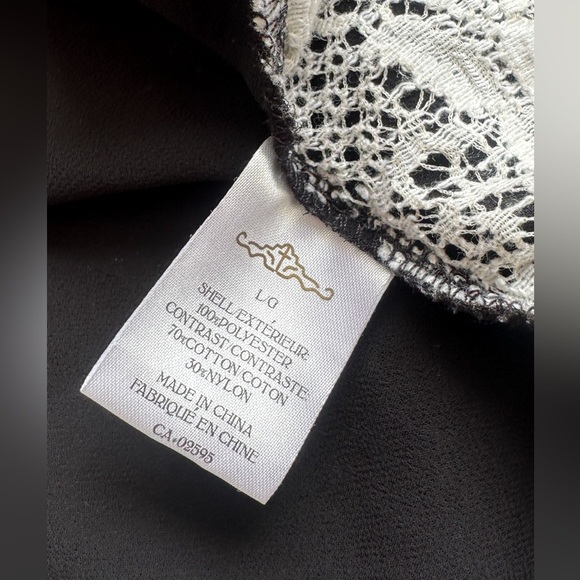 L/G
SHELL/EXTÉRIEUR:
100%POLYESTER
CONTRAST/CONTRASTE:
70%COTTON COTON
30%NYLON
MADE IN CHINA
FABRIQUÉ EN CHINE
CA#02595